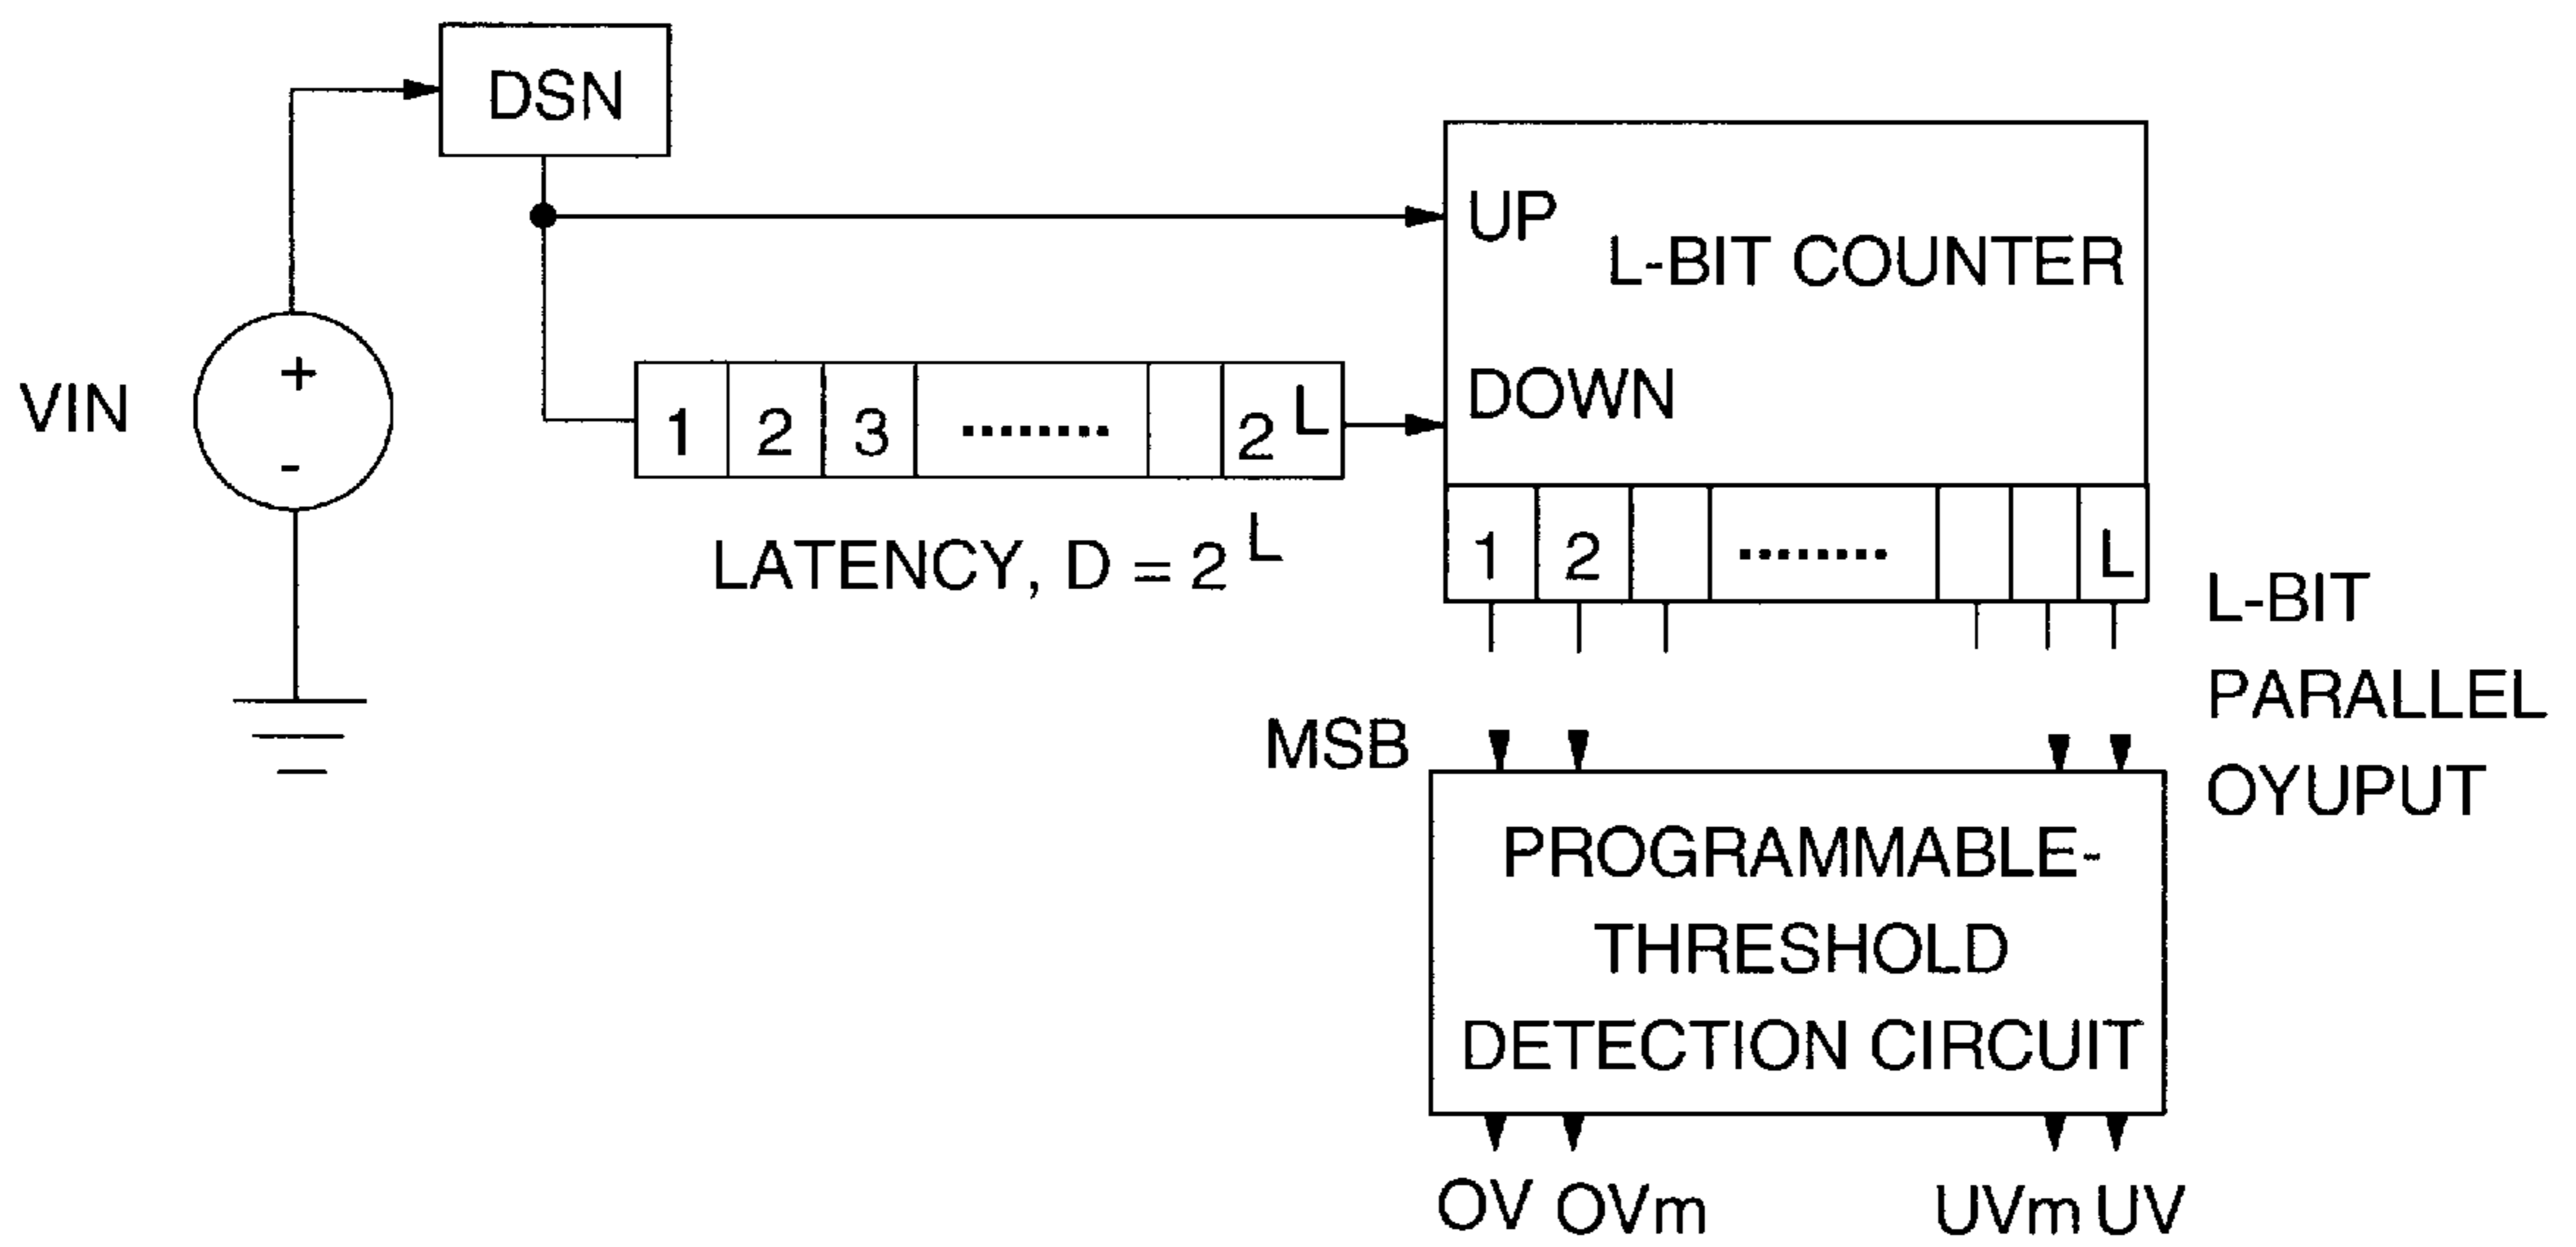 DSN
UP
L-BIT COUNTER
VIN
+
-
DOWN
1 2 3 ........ 2^L
LATENCY, D = 2^L
1 2 ........ L
L-BIT
PARALLEL
OYUPUT
MSB
PROGRAMMABLE-
THRESHOLD
DETECTION CIRCUIT
OV OVm UVm UV